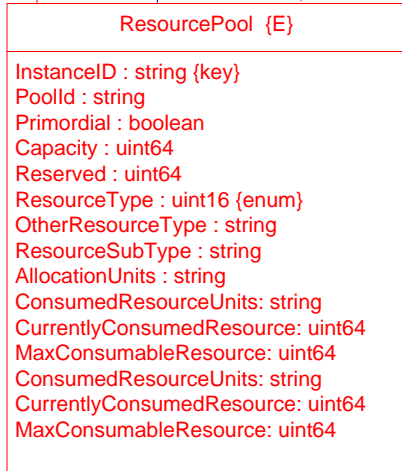 ResourcePool {E}
InstanceID : string {key}
PoolId : string
Primordial : boolean
Capacity : uint64
Reserved : uint64
ResourceType : uint16 {enum}
OtherResourceType : string
ResourceSubType : string
AllocationUnits : string
ConsumedResourceUnits: string
CurrentlyConsumedResource: uint64
MaxConsumableResource: uint64
ConsumedResourceUnits: string
CurrentlyConsumedResource: uint64
MaxConsumableResource: uint64